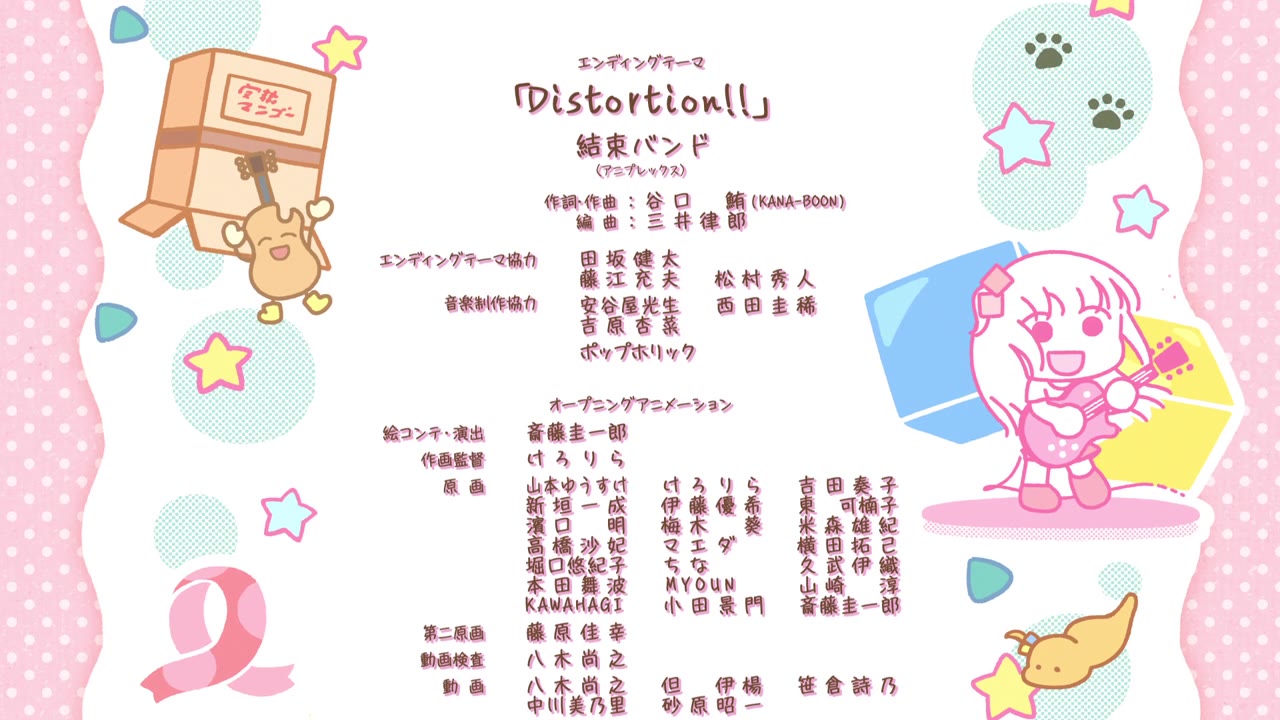 完熟
マンゴー
エンディングテーマ
「Distortion!!」
結束バンド
(アニプレックス)
作詞・作曲 : 谷口 鮪 (KANA-BOON)
編曲 : 三井律郎
エンディングテーマ協力 田坂健太
藤江充夫 松村秀人
音楽制作協力 安谷屋光生 西田圭稀
吉原杏菜
ポップホリック
オープニングアニメーション
絵コンテ・演出 斎藤圭一郎
作画監督 けろりら
原画 山本ゆうすけ けろりら 吉田奏子
新垣一成 伊藤優希 東 可楠子
濱口 明 梅木 葵 米森雄紀
高橋沙妃 マエダ 横田拓己
堀口悠紀子 ちな 久武伊織
本田舞波 MYOUN 山崎 淳
KAWAHAGI 小田景門 斎藤圭一郎
第二原画 藤原佳幸
動画検査 八木尚之
動画 八木尚之 但 伊楊 笹倉詩乃
中川美乃里 砂原昭一